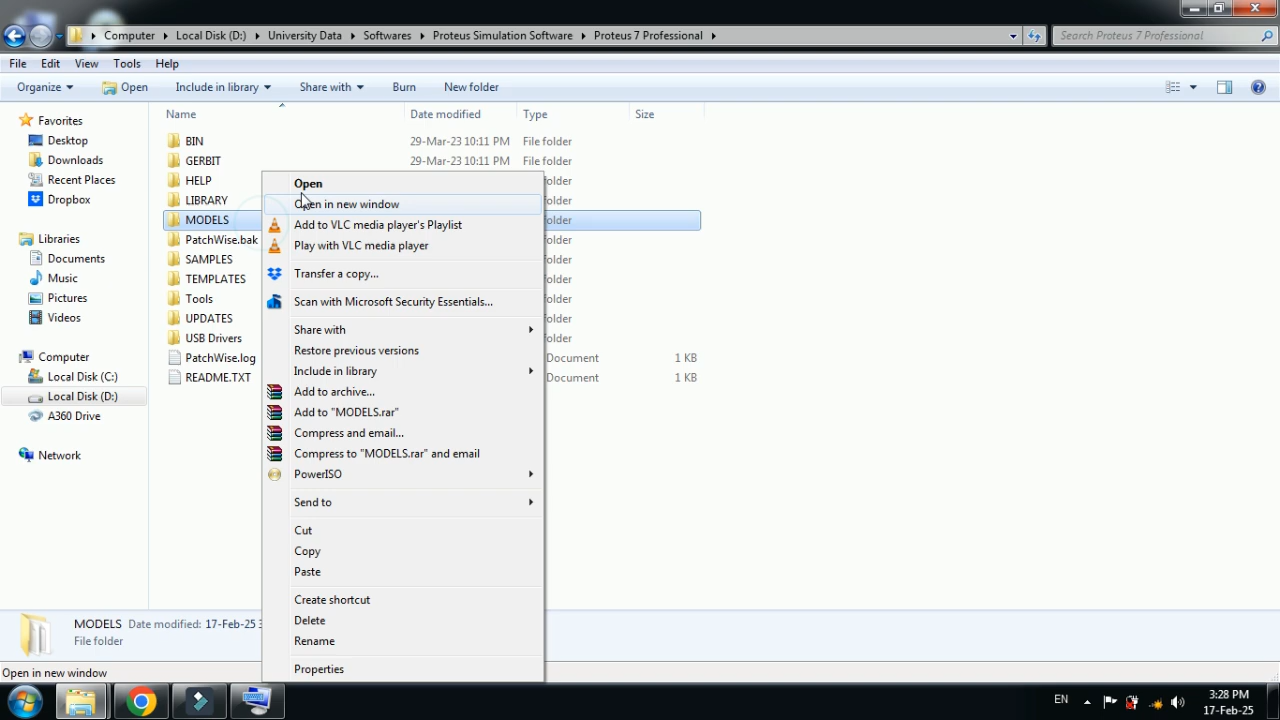 Computer ▸ Local Disk (D:) ▸ University Data ▸ Softwares ▸ Proteus Simulation Software ▸ Proteus 7 Professional ▸
Search Proteus 7 Professional
File Edit View Tools Help
Organize Open Include in library Share with Burn New folder
Name Date modified Type Size
Favorites
Desktop
Downloads
Recent Places
Dropbox
Libraries
Documents
Music
Pictures
Videos
Computer
Local Disk (C:)
Local Disk (D:)
A360 Drive
Network
BIN 29-Mar-23 10:11 PM File folder
GERBIT 29-Mar-23 10:11 PM File folder
HELP folder
LIBRARY folder
MODELS folder
PatchWise.bak folder
SAMPLES folder
TEMPLATES folder
Tools folder
UPDATES folder
USB Drivers folder
PatchWise.log Document 1 KB
README.TXT Document 1 KB
Open
Open in new window
Add to VLC media player's Playlist
Play with VLC media player
Transfer a copy...
Scan with Microsoft Security Essentials...
Share with
Restore previous versions
Include in library
Add to archive...
Add to "MODELS.rar"
Compress and email...
Compress to "MODELS.rar" and email
PowerISO
Send to
Cut
Copy
Paste
Create shortcut
Delete
Rename
Properties
MODELS Date modified: 17-Feb-25 3
File folder
Open in new window
EN
3:28 PM
17-Feb-25